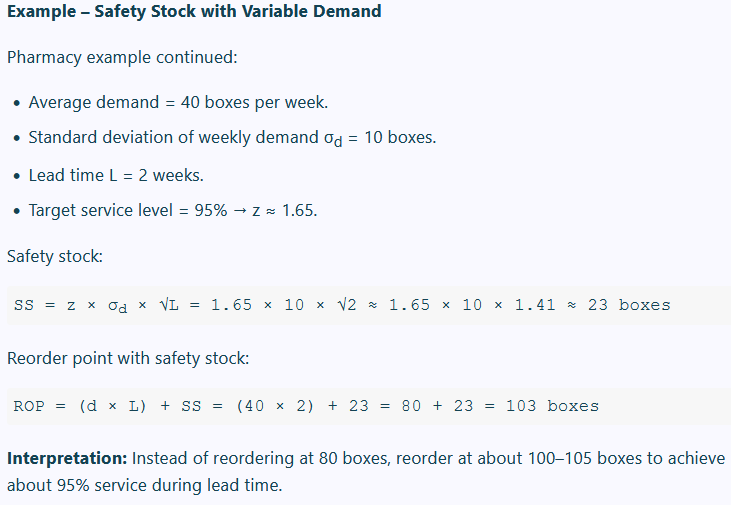 Example – Safety Stock with Variable Demand
Pharmacy example continued:
• Average demand = 40 boxes per week.
• Standard deviation of weekly demand σd = 10 boxes.
• Lead time L = 2 weeks.
• Target service level = 95% → z ≈ 1.65.
Safety stock:
SS = z × σd × √L = 1.65 × 10 × √2 ≈ 1.65 × 10 × 1.41 ≈ 23 boxes
Reorder point with safety stock:
ROP = (d × L) + SS = (40 × 2) + 23 = 80 + 23 = 103 boxes
Interpretation: Instead of reordering at 80 boxes, reorder at about 100–105 boxes to achieve
about 95% service during lead time.